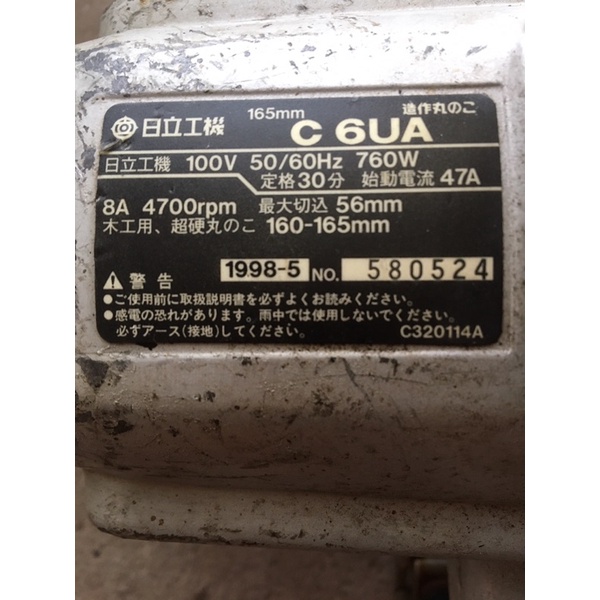 日立工機 165mm C 6UA 造作丸のこ
日立工機 100V 50/60Hz 760W
定格30分 始動電流 47A
8A 4700rpm 最大切込 56mm
木工用、超硬丸のこ 160-165mm
警告 1998-5 NO. 580524
●ご使用前に取扱説明書を必ずよくお読みください。
●感電の恐れがあります。雨中では使用しないでください。
必ずアース(接地)してください。 C320114A